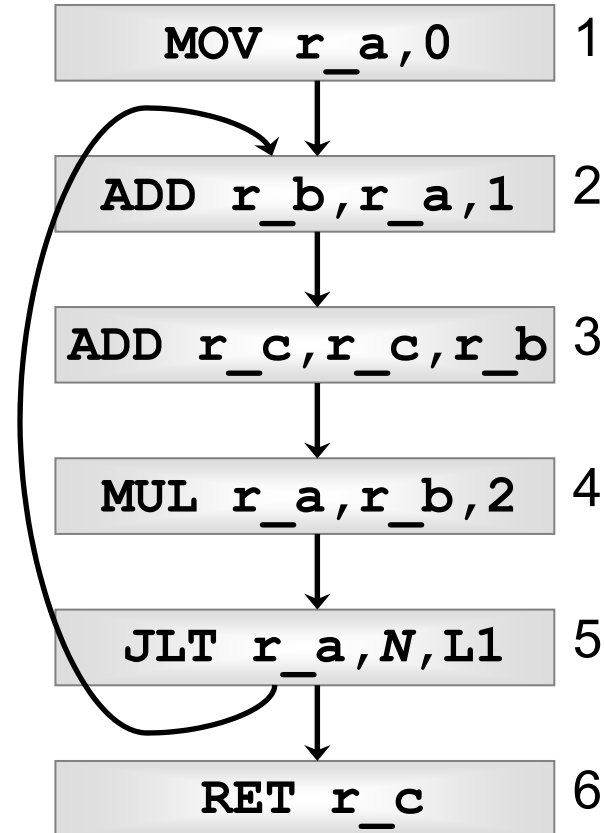 MOV r_a,0 1
ADD r_b,r_a,1 2
ADD r_c,r_c,r_b 3
MUL r_a,r_b,2 4
JLT r_a,N,L1 5
RET r_c 6